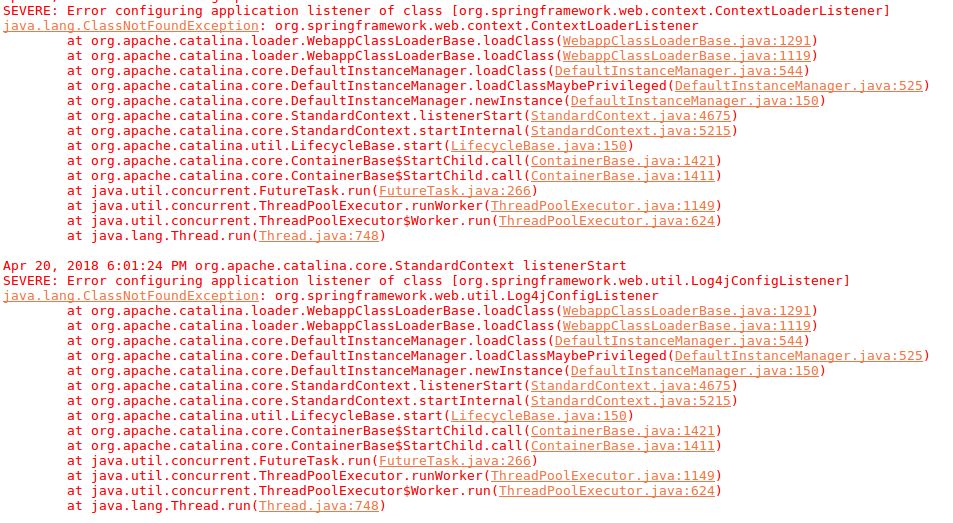 SEVERE: Error configuring application listener of class [org.springframework.web.context.ContextLoaderListener]
java.lang.ClassNotFoundException: org.springframework.web.context.ContextLoaderListener
at org.apache.catalina.loader.WebappClassLoaderBase.loadClass(WebappClassLoaderBase.java:1291)
at org.apache.catalina.loader.WebappClassLoaderBase.loadClass(WebappClassLoaderBase.java:1119)
at org.apache.catalina.core.DefaultInstanceManager.loadClass(DefaultInstanceManager.java:544)
at org.apache.catalina.core.DefaultInstanceManager.loadClassMaybePrivileged(DefaultInstanceManager.java:525)
at org.apache.catalina.core.DefaultInstanceManager.newInstance(DefaultInstanceManager.java:150)
at org.apache.catalina.core.StandardContext.listenerStart(StandardContext.java:4675)
at org.apache.catalina.core.StandardContext.startInternal(StandardContext.java:5215)
at org.apache.catalina.util.LifecycleBase.start(LifecycleBase.java:150)
at org.apache.catalina.core.ContainerBase$StartChild.call(ContainerBase.java:1421)
at org.apache.catalina.core.ContainerBase$StartChild.call(ContainerBase.java:1411)
at java.util.concurrent.FutureTask.run(FutureTask.java:266)
at java.util.concurrent.ThreadPoolExecutor.runWorker(ThreadPoolExecutor.java:1149)
at java.util.concurrent.ThreadPoolExecutor$Worker.run(ThreadPoolExecutor.java:624)
at java.lang.Thread.run(Thread.java:748)
Apr 20, 2018 6:01:24 PM org.apache.catalina.core.StandardContext listenerStart
SEVERE: Error configuring application listener of class [org.springframework.web.util.Log4jConfigListener]
java.lang.ClassNotFoundException: org.springframework.web.util.Log4jConfigListener
at org.apache.catalina.loader.WebappClassLoaderBase.loadClass(WebappClassLoaderBase.java:1291)
at org.apache.catalina.loader.WebappClassLoaderBase.loadClass(WebappClassLoaderBase.java:1119)
at org.apache.catalina.core.DefaultInstanceManager.loadClass(DefaultInstanceManager.java:544)
at org.apache.catalina.core.DefaultInstanceManager.loadClassMaybePrivileged(DefaultInstanceManager.java:525)
at org.apache.catalina.core.DefaultInstanceManager.newInstance(DefaultInstanceManager.java:150)
at org.apache.catalina.core.StandardContext.listenerStart(StandardContext.java:4675)
at org.apache.catalina.core.StandardContext.startInternal(StandardContext.java:5215)
at org.apache.catalina.util.LifecycleBase.start(LifecycleBase.java:150)
at org.apache.catalina.core.ContainerBase$StartChild.call(ContainerBase.java:1421)
at org.apache.catalina.core.ContainerBase$StartChild.call(ContainerBase.java:1411)
at java.util.concurrent.FutureTask.run(FutureTask.java:266)
at java.util.concurrent.ThreadPoolExecutor.runWorker(ThreadPoolExecutor.java:1149)
at java.util.concurrent.ThreadPoolExecutor$Worker.run(ThreadPoolExecutor.java:624)
at java.lang.Thread.run(Thread.java:748)